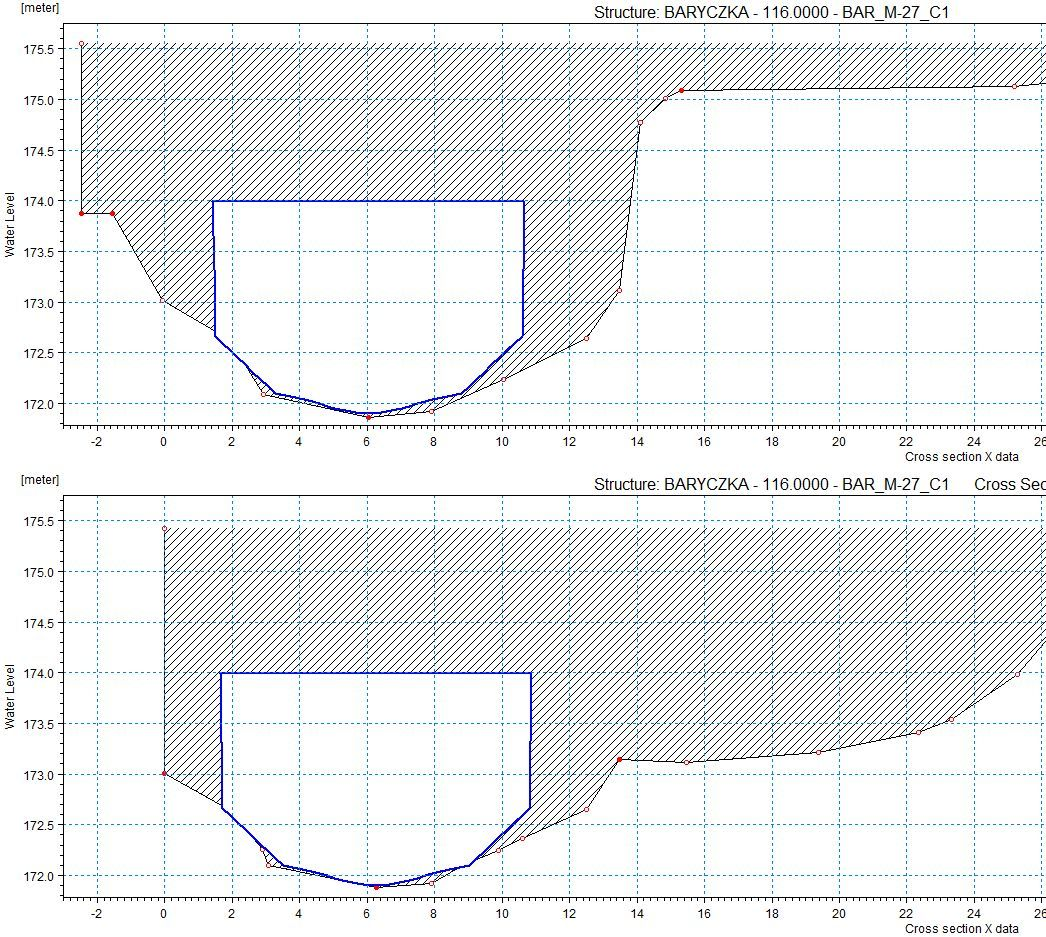 [meter]
Structure: BARYCZKA - 116.0000 - BAR_M-27_C1
175.5
175.0
174.5
174.0
173.5
173.0
172.5
172.0
Water Level
-2 0 2 4 6 8 10 12 14 16 18 20 22 24 26
Cross section X data
[meter]
Structure: BARYCZKA - 116.0000 - BAR_M-27_C1 Cross Sec
175.5
175.0
174.5
174.0
173.5
173.0
172.5
172.0
Water Level
-2 0 2 4 6 8 10 12 14 16 18 20 22 24 26
Cross section X data